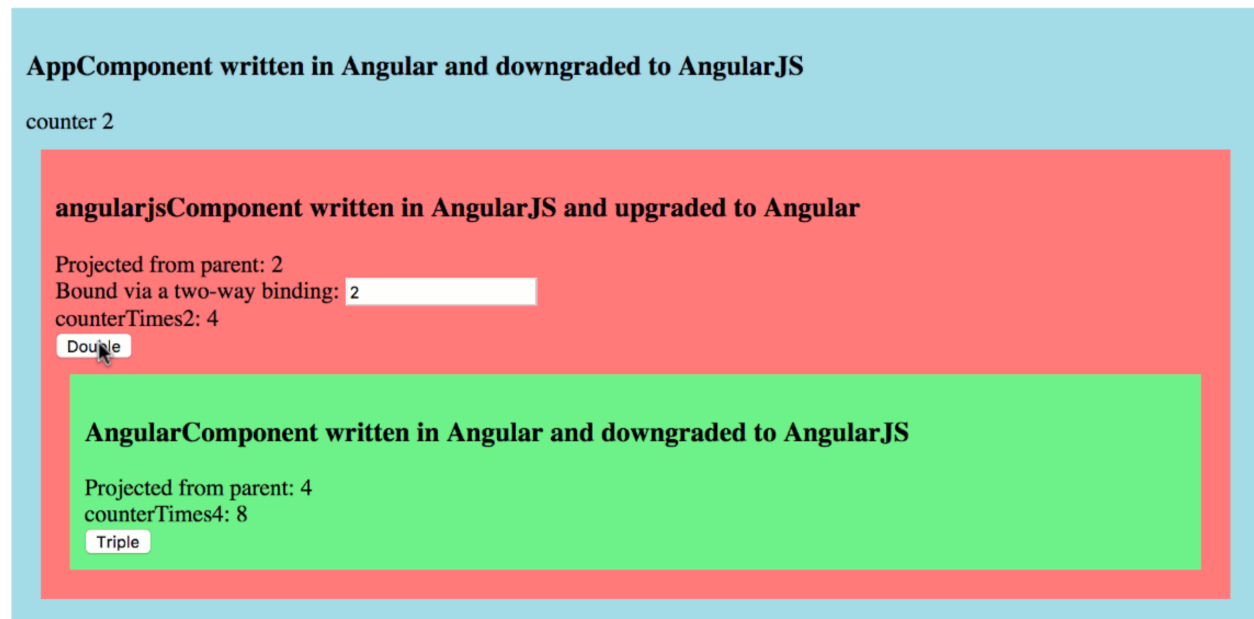 AppComponent written in Angular and downgraded to AngularJS
counter 2
angularjsComponent written in AngularJS and upgraded to Angular
Projected from parent: 2
Bound via a two-way binding: 2
counterTimes2: 4
Double
AngularComponent written in Angular and downgraded to AngularJS
Projected from parent: 4
counterTimes4: 8
Triple